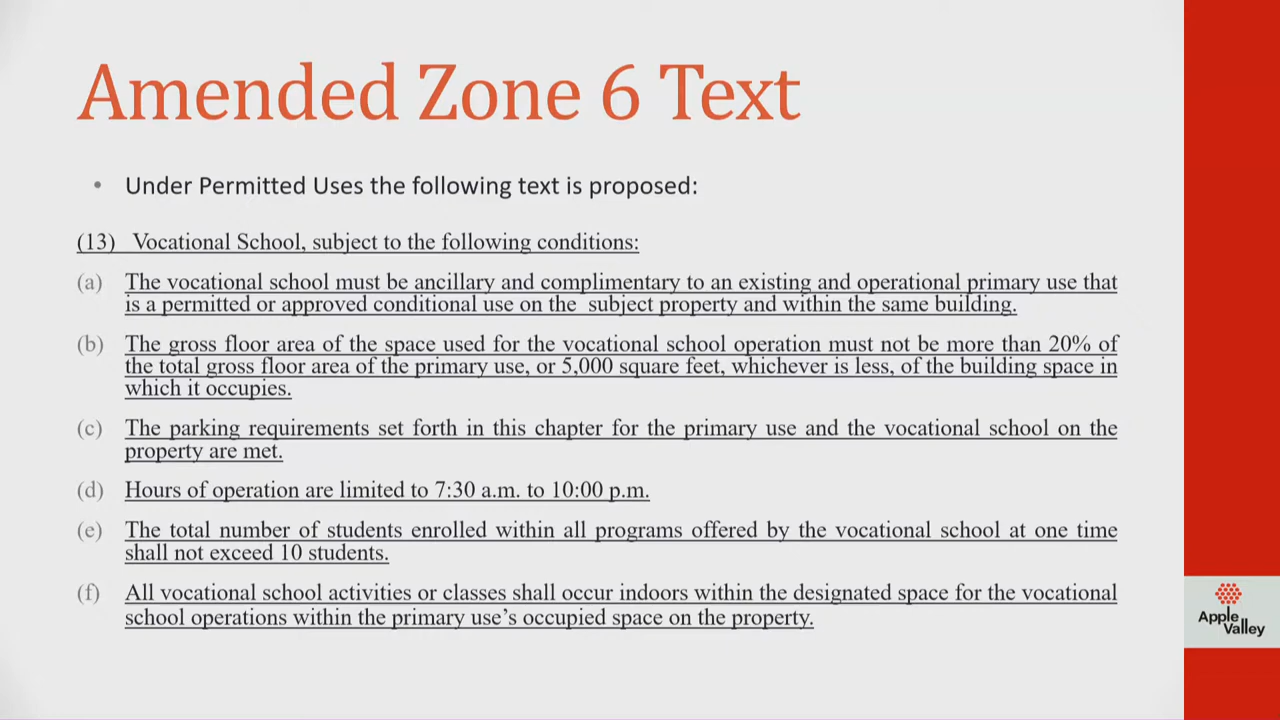 Amended Zone 6 Text
• Under Permitted Uses the following text is proposed:
(13) Vocational School, subject to the following conditions:
(a) The vocational school must be ancillary and complimentary to an existing and operational primary use that
is a permitted or approved conditional use on the subject property and within the same building.
(b) The gross floor area of the space used for the vocational school operation must not be more than 20% of
the total gross floor area of the primary use, or 5,000 square feet, whichever is less, of the building space in
which it occupies.
(c) The parking requirements set forth in this chapter for the primary use and the vocational school on the
property are met.
(d) Hours of operation are limited to 7:30 a.m. to 10:00 p.m.
(e) The total number of students enrolled within all programs offered by the vocational school at one time
shall not exceed 10 students.
(f) All vocational school activities or classes shall occur indoors within the designated space for the vocational
school operations within the primary use’s occupied space on the property.
Apple
Valley